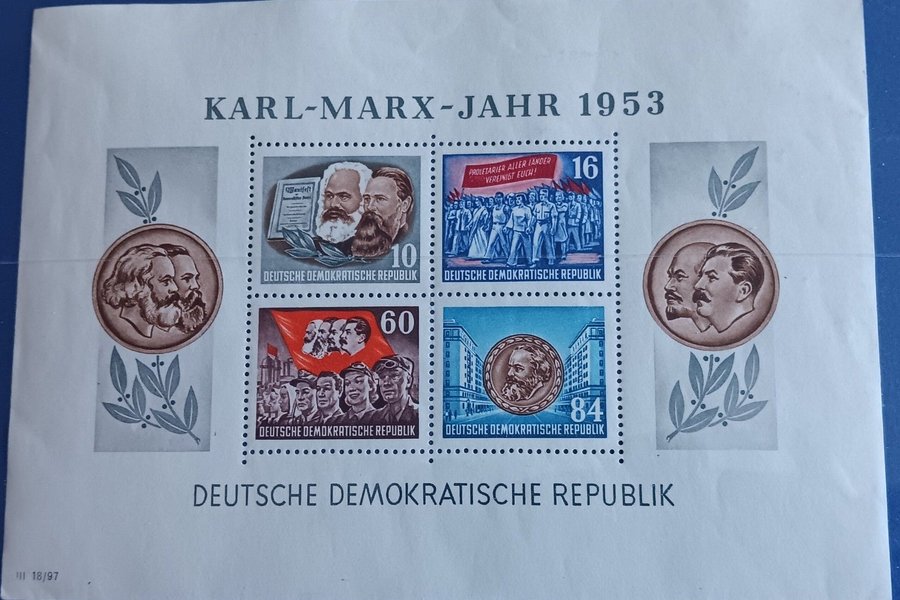 KARL-MARX-JAHR 1953
Manifest
10
DEUTSCHE DEMOKRATISCHE REPUBLIK
PROLETARIER ALLER LÄNDER
VEREINIGT EUCH!
16
DEUTSCHE DEMOKRATISCHE REPUBLIK
60
DEUTSCHE DEMOKRATISCHE REPUBLIK
84
DEUTSCHE DEMOKRATISCHE REPUBLIK
DEUTSCHE DEMOKRATISCHE REPUBLIK
III 18/97